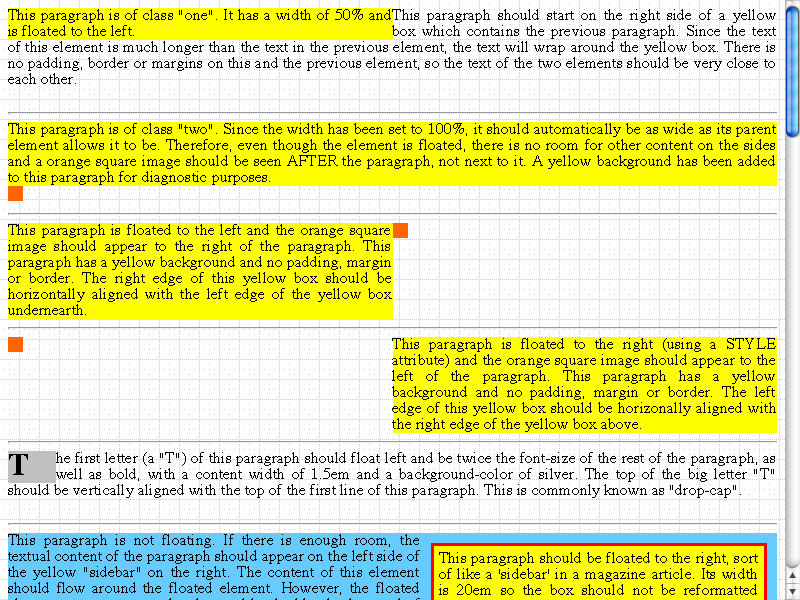 This paragraph is of class "one". It has a width of 50% and
is floated to the left.
This paragraph should start on the right side of a yellow
box which contains the previous paragraph. Since the text
of this element is much longer than the text in the previous element, the text will wrap around the yellow box. There is
no padding, border or margins on this and the previous element, so the text of the two elements should be very close to
each other.
This paragraph is of class "two". Since the width has been set to 100%, it should automatically be as wide as its parent
element allows it to be. Therefore, even though the element is floated, there is no room for other content on the sides
and a orange square image should be seen AFTER the paragraph, not next to it. A yellow background has been added
to this paragraph for diagnostic purposes.
This paragraph is floated to the left and the orange square
image should appear to the right of the paragraph. This
paragraph has a yellow background and no padding, margin
or border. The right edge of this yellow box should be
horizontally aligned with the left edge of the yellow box
undernearth.
This paragraph is floated to the right (using a STYLE
attribute) and the orange square image should appear to the
left of the paragraph. This paragraph has a yellow
background and no padding, margin or border. The left
edge of this yellow box should be horizonally aligned with
the right edge of the yellow box above.
The first letter (a "T") of this paragraph should float left and be twice the font-size of the rest of the paragraph, as
well as bold, with a content width of 1.5em and a background-color of silver. The top of the big letter "T"
should be vertically aligned with the top of the first line of this paragraph. This is commonly known as "drop-cap".
This paragraph is not floating. If there is enough room, the
textual content of the paragraph should appear on the left side of
the yellow "sidebar" on the right. The content of this element
should flow around the floated element. However, the floated
This paragraph should be floated to the right, sort
of like a 'sidebar' in a magazine article. Its width
is 20em so the box should not be reformatted